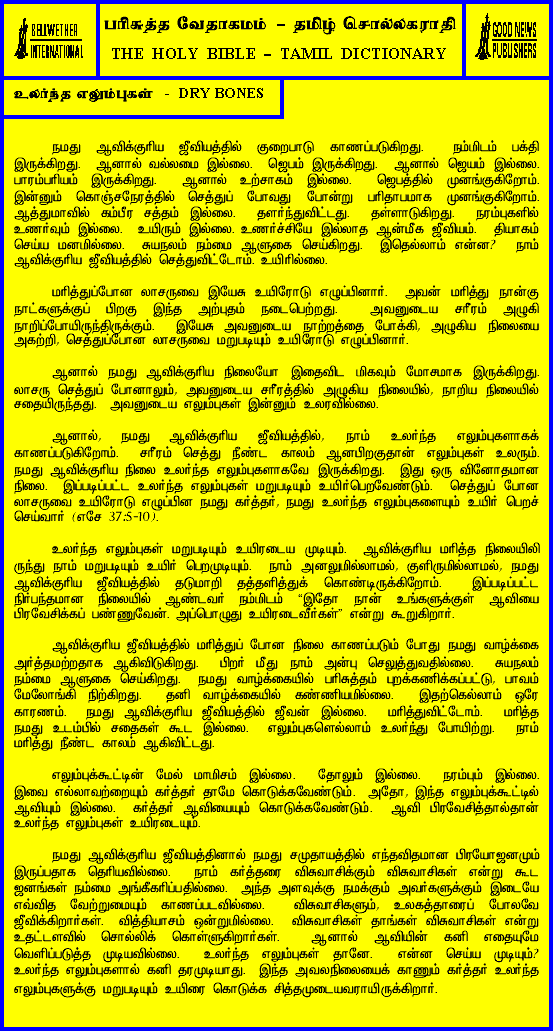 BELLWETHER
INTERNATIONAL
பரிசுத்த வேதாகமம் – தமிழ் சொல்லகராதி
THE HOLY BIBLE – TAMIL DICTIONARY
GOOD NEWS
PUBLISHERS
உலர்ந்த எலும்புகள் - DRY BONES
நமது ஆவிக்குரிய ஜீவியத்தில் குறைபாடு காணப்படுகிறது. நம்மிடம் பக்தி
இருக்கிறது. ஆனால் வல்லமை இல்லை. ஜெபம் இருக்கிறது. ஆனால் ஜெயம் இல்லை.
பாரம்பரியம் இருக்கிறது. ஆனால் உற்சாகம் இல்லை. ஜெபத்தில் முனங்குகிறோம்.
இன்னும் கொஞ்சநேரத்தில் செத்துப் போவது போன்று பரிதாபமாக முனங்குகிறோம்.
ஆத்துமாவில் கம்பீர சத்தம் இல்லை. தளர்ந்துவிட்டது. தள்ளாடுகிறது. நரம்புகளில்
உணர்வும் இல்லை. உயிரும் இல்லை. உணர்ச்சியே இல்லாத ஆன்மீக ஜீவியம். தியாகம்
செய்ய மனமில்லை. சுயநலம் நம்மை ஆளுகை செய்கிறது. இதெல்லாம் என்ன? நாம்
ஆவிக்குரிய ஜீவியத்தில் செத்துவிட்டோம். உயிரில்லை.
மரித்துப்போன லாசருவை இயேசு உயிரோடு எழுப்பினார். அவன் மரித்து நான்கு
நாட்களுக்குப் பிறகு இந்த அற்புதம் நடைபெற்றது. அவனுடைய சரீரம் அழுகி
நாறிப்போயிருந்திருக்கும். இயேசு அவனுடைய நாற்றத்தை போக்கி, அழுகிய நிலையை
அகற்றி, செத்துப்போன லாசருவை மறுபடியும் உயிரோடு எழுப்பினார்.
ஆனால் நமது ஆவிக்குரிய நிலையோ இதைவிட மிகவும் மோசமாக இருக்கிறது.
லாசரு செத்துப் போனாலும், அவனுடைய சரீரத்தில் அழுகிய நிலையில், நாறிய நிலையில்
சதையிருந்தது. அவனுடைய எலும்புகள் இன்னும் உலரவில்லை.
ஆனால், நமது ஆவிக்குரிய ஜீவியத்தில், நாம் உலர்ந்த எலும்புகளாகக்
காணப்படுகிறோம். சரீரம் செத்து நீண்ட காலம் ஆனபிறகுதான் எலும்புகள் உலரும்.
நமது ஆவிக்குரிய நிலை உலர்ந்த எலும்புகளாகவே இருக்கிறது. இது ஒரு வினோதமான
நிலை. இப்படிப்பட்ட உலர்ந்த எலும்புகள் மறுபடியும் உயிர்பெறவேண்டும். செத்துப் போன
லாசருவை உயிரோடு எழுப்பின நமது கர்த்தர், நமது உலர்ந்த எலும்புகளையும் உயிர் பெறச்
செய்வார் (எசே 37:5-10).
உலர்ந்த எலும்புகள் மறுபடியும் உயிரடைய முடியும். ஆவிக்குரிய மரித்த நிலையிலி
ருந்து நாம் மறுபடியும் உயிர் பெறமுடியும். நாம் அனலுமில்லாமல், குளிருமில்லாமல், நமது
ஆவிக்குரிய ஜீவியத்தில் தடுமாறி தத்தளித்துக் கொண்டிருக்கிறோம். இப்படிப்பட்ட
நிர்பந்தமான நிலையில் ஆண்டவர் நம்மிடம் “இதோ நான் உங்களுக்குள் ஆவியை
பிரவேசிக்கப் பண்ணுவேன். அப்பொழுது உயிரடைவீர்கள்” என்று கூறுகிறார்.
ஆவிக்குரிய ஜீவியத்தில் மரித்துப் போன நிலை காணப்படும் போது நமது வாழ்க்கை
அர்த்தமற்றதாக ஆகிவிடுகிறது. பிறர் மீது நாம் அன்பு செலுத்துவதில்லை. சுயநலம்
நம்மை ஆளுகை செய்கிறது. நமது வாழ்க்கையில் பரிசுத்தம் புறக்கணிக்கப்பட்டு, பாவம்
மேலோங்கி நிற்கிறது. தனி வாழ்க்கையில் கண்ணியமில்லை. இதற்கெல்லாம் ஒரே
காரணம். நமது ஆவிக்குரிய ஜீவியத்தில் ஜீவன் இல்லை. மரித்துவிட்டோம். மரித்த
நமது உடம்பில் சதைகள் கூட இல்லை. எலும்புகளெல்லாம் உலர்ந்து போயிற்று. நாம்
மரித்து நீண்ட காலம் ஆகிவிட்டது.
எலும்புக்கூட்டின் மேல் மாமிசம் இல்லை. தோலும் இல்லை. நரம்பும் இல்லை.
இவை எல்லாவற்றையும் கர்த்தர் தாமே கொடுக்கவேண்டும். அதோ, இந்த எலும்புக்கூட்டில்
ஆவியும் இல்லை. கர்த்தர் ஆவியையும் கொடுக்கவேண்டும். ஆவி பிரவேசித்தால்தான்
உலர்ந்த எலும்புகள் உயிரடையும்.
நமது ஆவிக்குரிய ஜீவியத்தினால் நமது சமுதாயத்தில் எந்தவிதமான பிரயோஜனமும்
இருப்பதாக தெரியவில்லை. நாம் கர்த்தரை விசுவாசிக்கும் விசுவாசிகள் என்று கூட
ஜனங்கள் நம்மை அங்கீகரிப்பதில்லை. அந்த அளவுக்கு நமக்கும் அவர்களுக்கும் இடையே
எவ்வித வேற்றுமையும் காணப்படவில்லை. விசுவாசிகளும், உலகத்தாரைப் போலவே
ஜீவிக்கிறார்கள். வித்தியாசம் ஒன்றுமில்லை. விசுவாசிகள் தாங்கள் விசுவாசிகள் என்று
உதட்டளவில் சொல்லிக் கொள்ளுகிறார்கள். ஆனால் ஆவியின் கனி எதையுமே
வெளிப்படுத்த முடியவில்லை. உலர்ந்த எலும்புகள் தானே. என்ன செய்ய முடியும்?
உலர்ந்த எலும்புகளால் கனி தரமுடியாது. இந்த அவலநிலையைக் காணும் கர்த்தர் உலர்ந்த
எலும்புகளுக்கு மறுபடியும் உயிரை கொடுக்க சித்தமுடையவராயிருக்கிறார்.